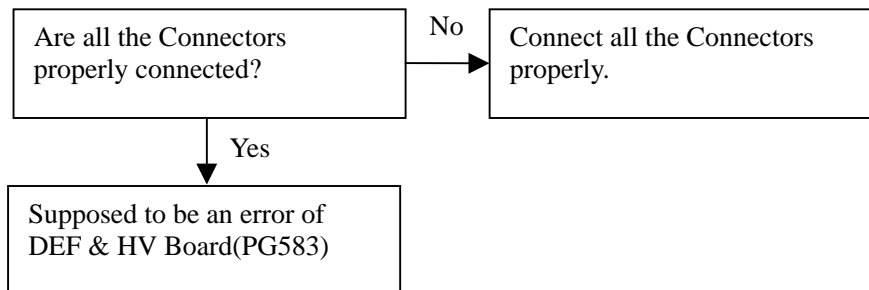 Are all the Connectors
properly connected?
No
Connect all the Connectors
properly.
Yes
Supposed to be an error of
DEF & HV Board(PG583)